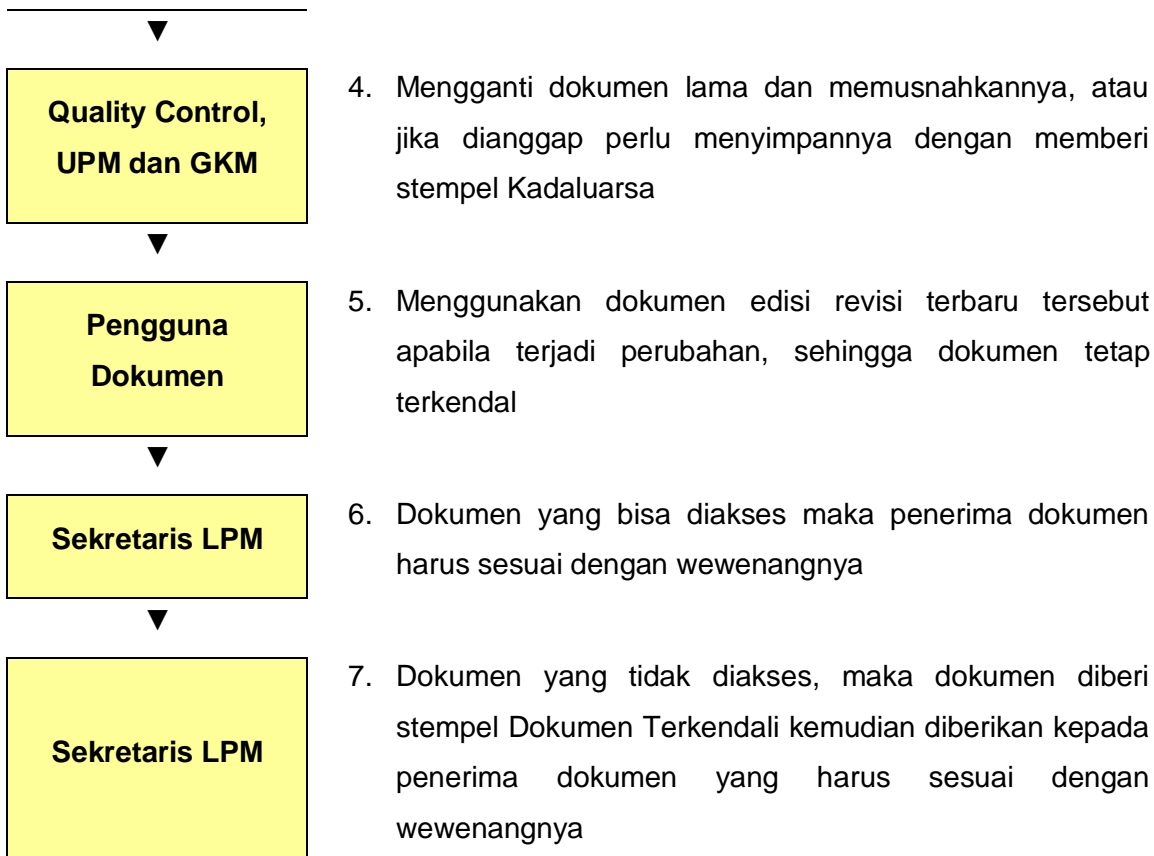 ▼
Quality Control,
UPM dan GKM
4. Mengganti dokumen lama dan memusnahkannya, atau
jika dianggap perlu menyimpannya dengan memberi
stempel Kadaluarsa
▼
Pengguna
Dokumen
5. Menggunakan dokumen edisi revisi terbaru tersebut
apabila terjadi perubahan, sehingga dokumen tetap
terkendal
▼
Sekretaris LPM
6. Dokumen yang bisa diakses maka penerima dokumen
harus sesuai dengan wewenangnya
▼
Sekretaris LPM
7. Dokumen yang tidak diakses, maka dokumen diberi
stempel Dokumen Terkendali kemudian diberikan kepada
penerima dokumen yang harus sesuai dengan
wewenangnya